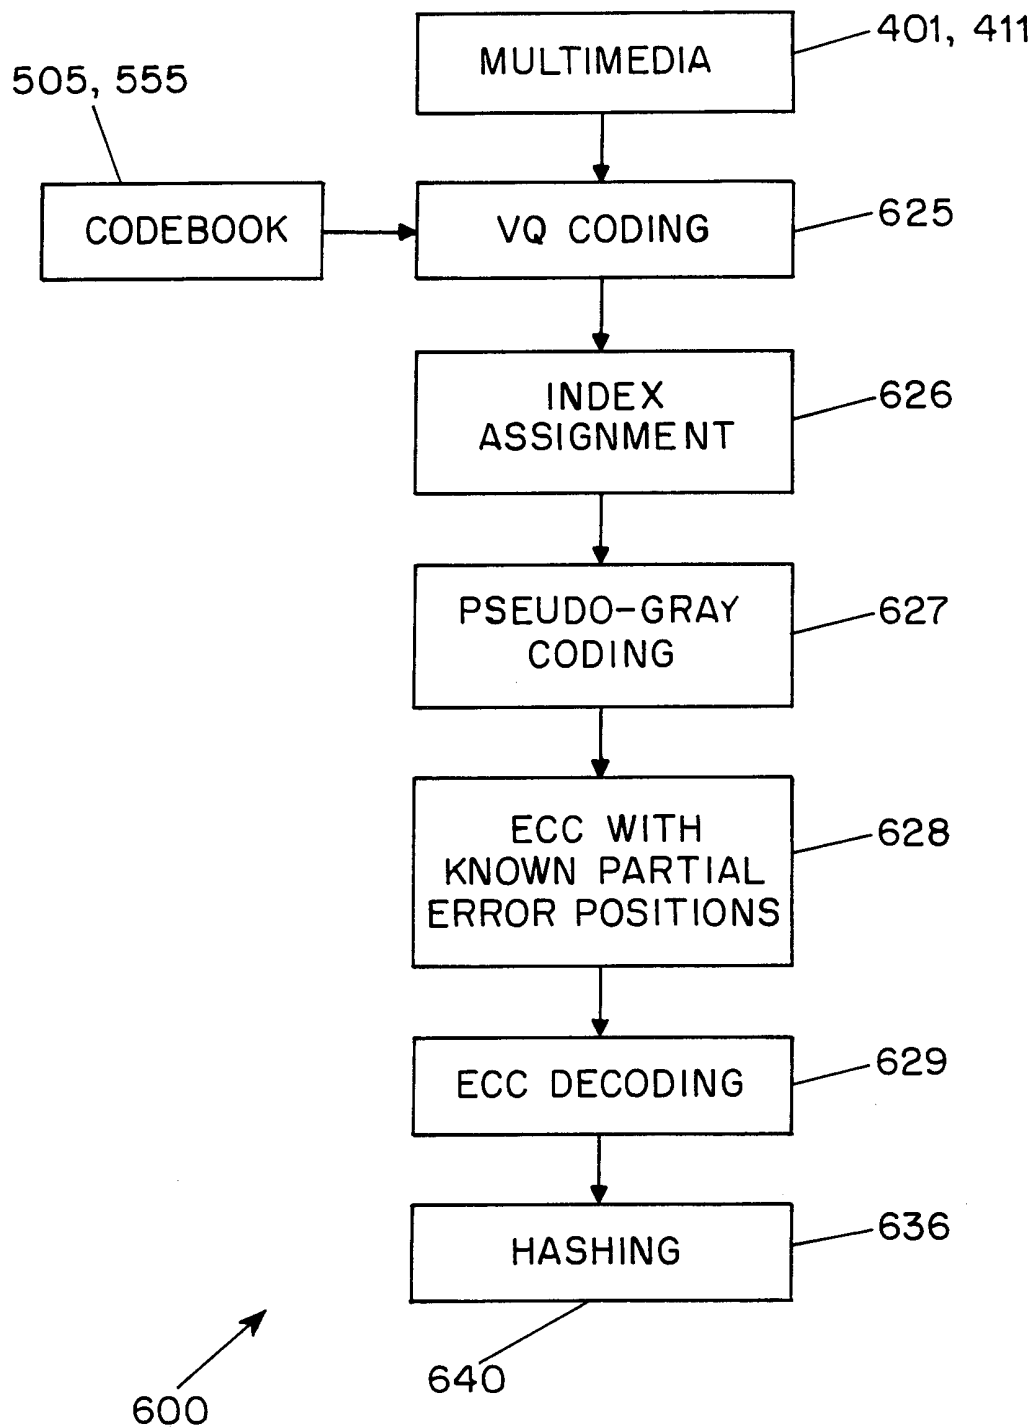 401, 411
MULTIMEDIA
505, 555
CODEBOOK
VQ CODING
625
INDEX
ASSIGNMENT
626
PSEUDO-GRAY
CODING
627
ECC WITH
KNOWN PARTIAL
ERROR POSITIONS
628
ECC DECODING
629
HASHING
636
640
600